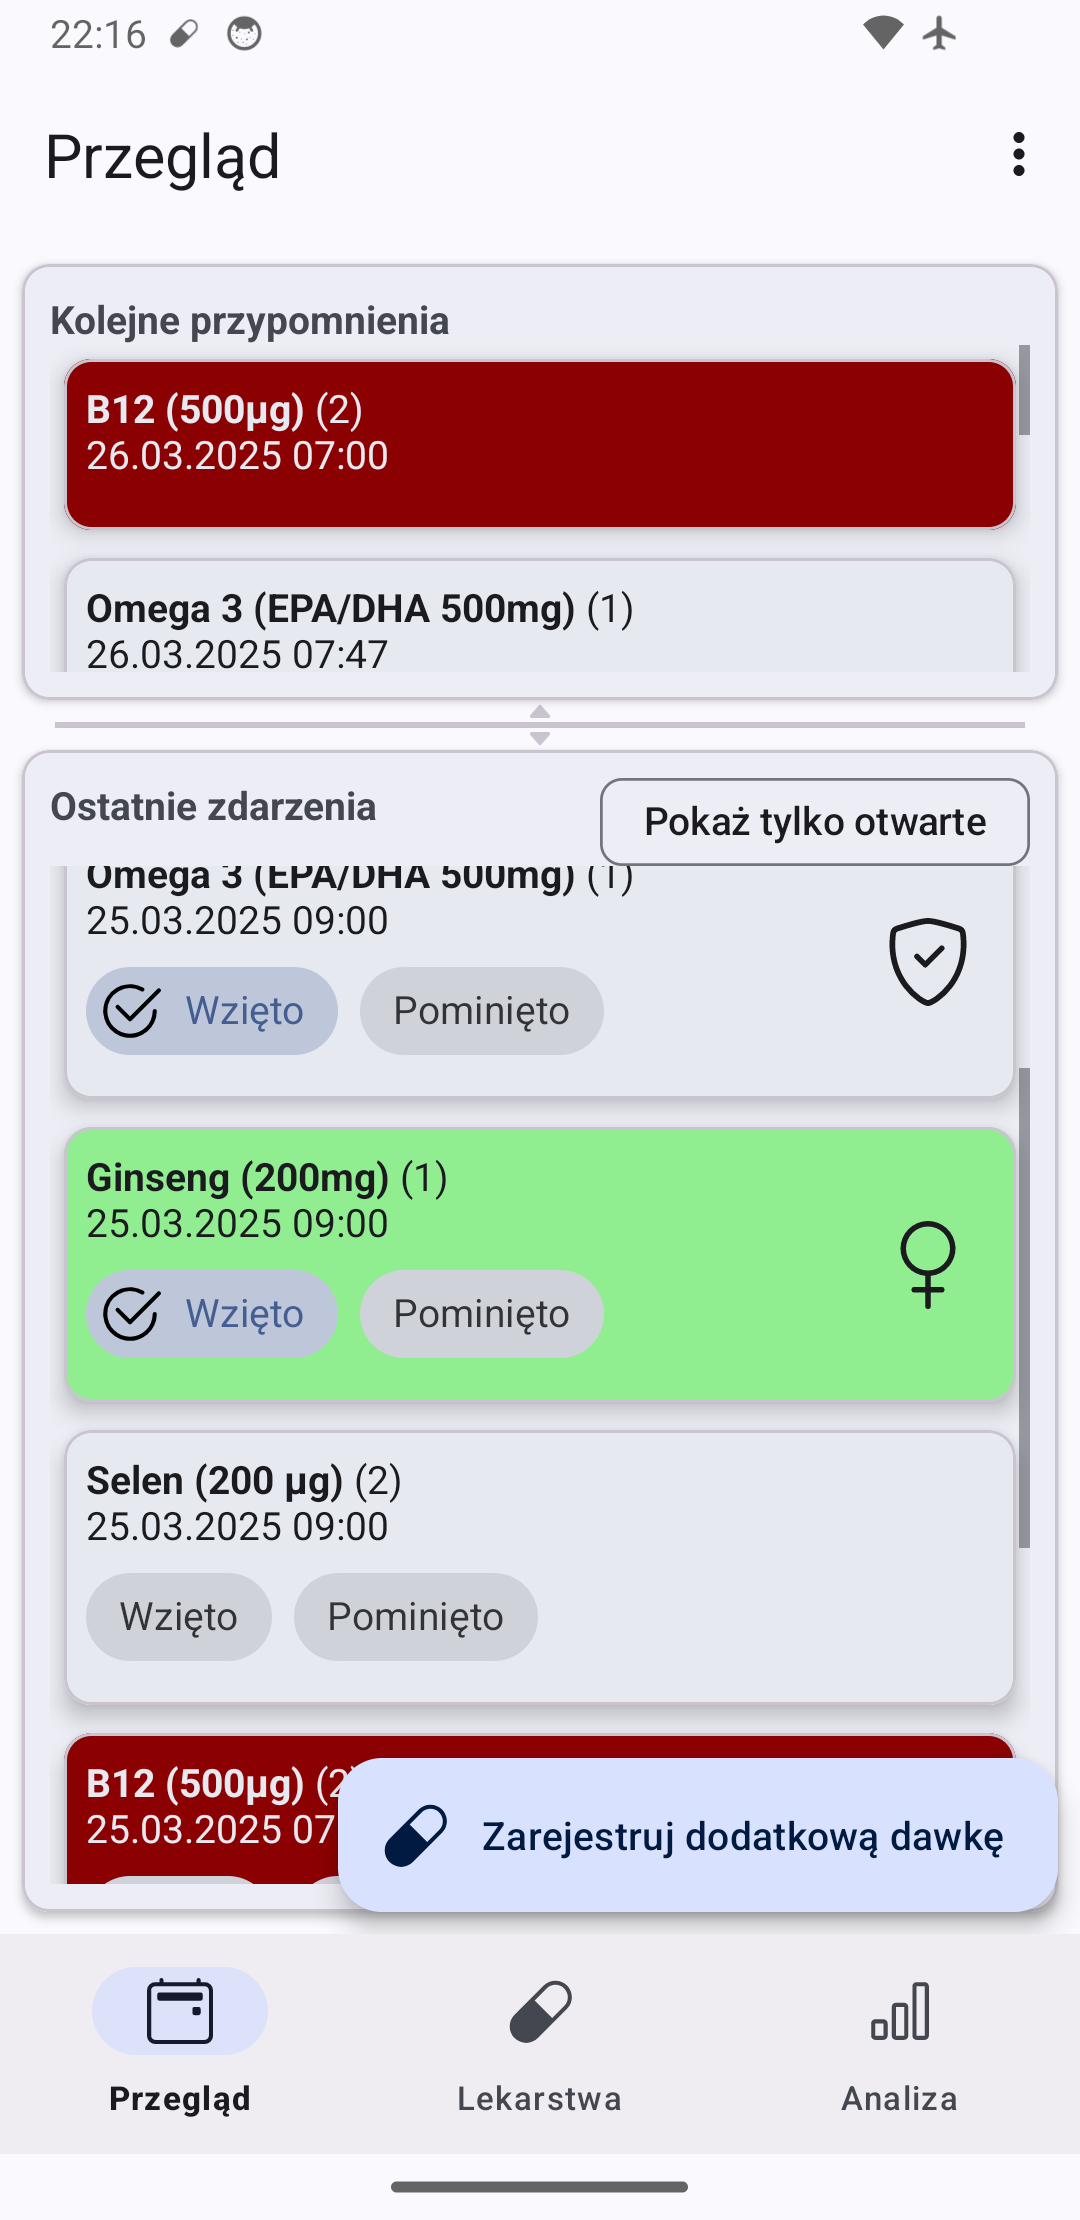 22:16
Przegląd
Kolejne przypomnienia
B12 (500µg) (2)
26.03.2025 07:00
Omega 3 (EPA/DHA 500mg) (1)
26.03.2025 07:47
Ostatnie zdarzenia
Pokaż tylko otwarte
Omega 3 (EPA/DHA 500mg) (1)
25.03.2025 09:00
Wzięto Pominięto
Ginseng (200mg) (1)
25.03.2025 09:00
Wzięto Pominięto
Selen (200 µg) (2)
25.03.2025 09:00
Wzięto Pominięto
B12 (500µg) (2
25.03.2025 07
Zarejestruj dodatkową dawkę
Przegląd Lekarstwa Analiza